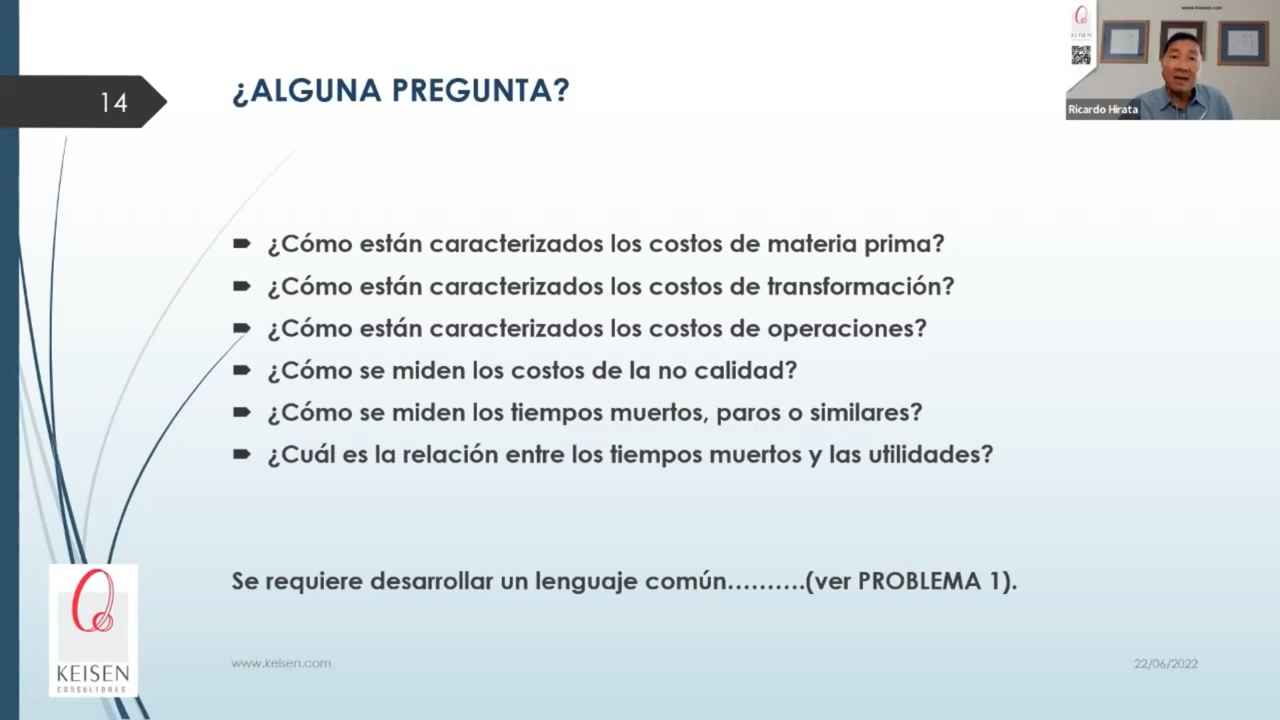 www.keisen.com
KEISEN
Ricardo Hirata
14
¿ALGUNA PREGUNTA?
¿Cómo están caracterizados los costos de materia prima?
¿Cómo están caracterizados los costos de transformación?
¿Cómo están caracterizados los costos de operaciones?
¿Cómo se miden los costos de la no calidad?
¿Cómo se miden los tiempos muertos, paros o similares?
¿Cuál es la relación entre los tiempos muertos y las utilidades?
Se requiere desarrollar un lenguaje común..........(ver PROBLEMA 1).
KEISEN
CONSULTORES
www.keisen.com
22/06/2022